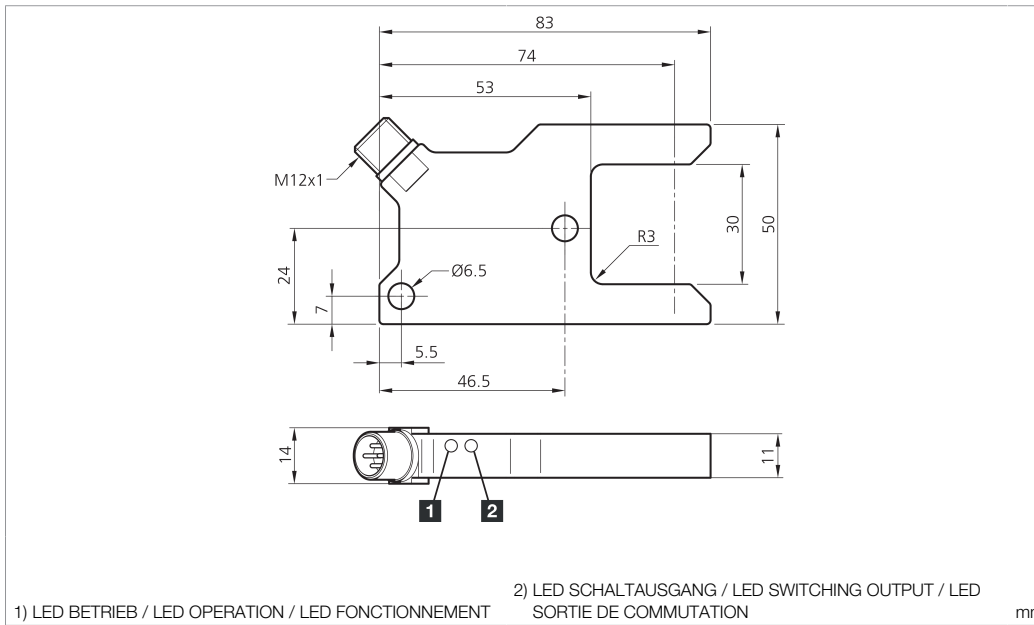 83
74
53
M12x1
R3
30
50
24
7
Ø6.5
5.5
46.5
14
11
1
2
1) LED BETRIEB / LED OPERATION / LED FONCTIONNEMENT
2) LED SCHALTAUSGANG / LED SWITCHING OUTPUT / LED
SORTIE DE COMMUTATION